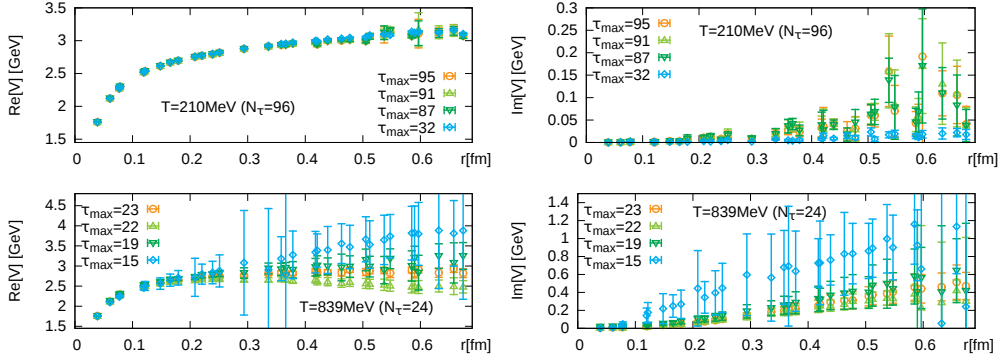 Re[V] [GeV]
3.5
3
2.5
2
1.5
T=210MeV (Nτ=96)
τmax=95
τmax=91
τmax=87
τmax=32
0 0.1 0.2 0.3 0.4 0.5 0.6 r[fm]
Im[V] [GeV]
0.3
0.25
0.2
0.15
0.1
0.05
0
τmax=95
τmax=91
τmax=87
τmax=32
T=210MeV (Nτ=96)
0 0.1 0.2 0.3 0.4 0.5 0.6 r[fm]
Re[V] [GeV]
4.5
4
3.5
3
2.5
2
1.5
τmax=23
τmax=22
τmax=19
τmax=15
T=839MeV (Nτ=24)
0 0.1 0.2 0.3 0.4 0.5 0.6 r[fm]
Im[V] [GeV]
1.4
1.2
1
0.8
0.6
0.4
0.2
0
τmax=23
τmax=22
τmax=19
τmax=15
T=839MeV (Nτ=24)
0 0.1 0.2 0.3 0.4 0.5 0.6 r[fm]